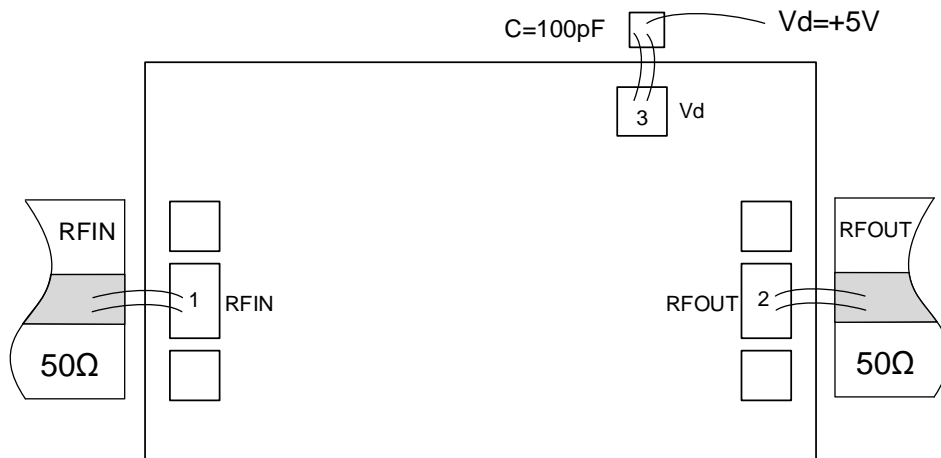 C=100pF
Vd=+5V
3
Vd
RFIN
RFOUT
1
RFIN
RFOUT
2
50Ω
50Ω